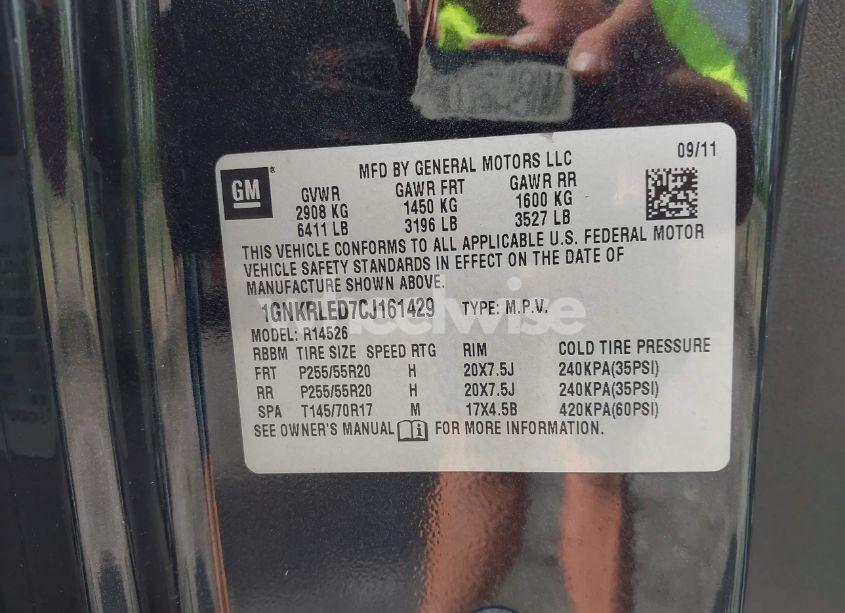 MFD BY GENERAL MOTORS LLC 09/11
GM
GVWR GAWR FRT GAWR RR
2908 KG 1450 KG 1600 KG
6411 LB 3196 LB 3527 LB
THIS VEHICLE CONFORMS TO ALL APPLICABLE U.S. FEDERAL MOTOR
VEHICLE SAFETY STANDARDS IN EFFECT ON THE DATE OF
MANUFACTURE SHOWN ABOVE.
1GNKRLED7CJ161429 TYPE: M.P.V.
wheelwise
MODEL: R14526
RBBM TIRE SIZE SPEED RTG RIM COLD TIRE PRESSURE
FRT P255/55R20 H 20X7.5J 240KPA(35PSI)
RR P255/55R20 H 20X7.5J 240KPA(35PSI)
SPA T145/70R17 M 17X4.5B 420KPA(60PSI)
SEE OWNER'S MANUAL i FOR MORE INFORMATION.